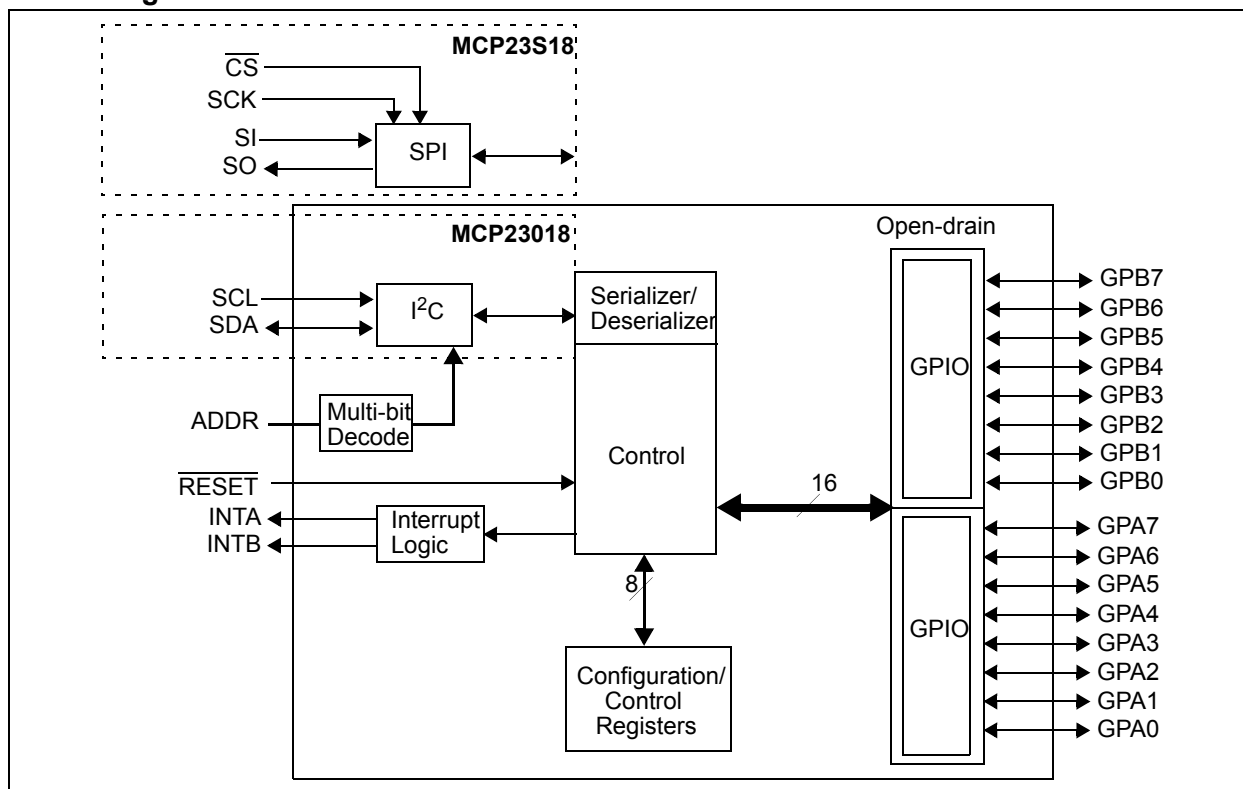 MCP23S18
CS
SCK
SI
SO
SPI
MCP23018
SCL
SDA
I²C
Serializer/
Deserializer
ADDR
Multi-bit
Decode
Control
RESET
INTA
INTB
Interrupt
Logic
16
8
Configuration/
Control
Registers
Open-drain
GPIO
GPB7
GPB6
GPB5
GPB4
GPB3
GPB2
GPB1
GPB0
GPIO
GPA7
GPA6
GPA5
GPA4
GPA3
GPA2
GPA1
GPA0